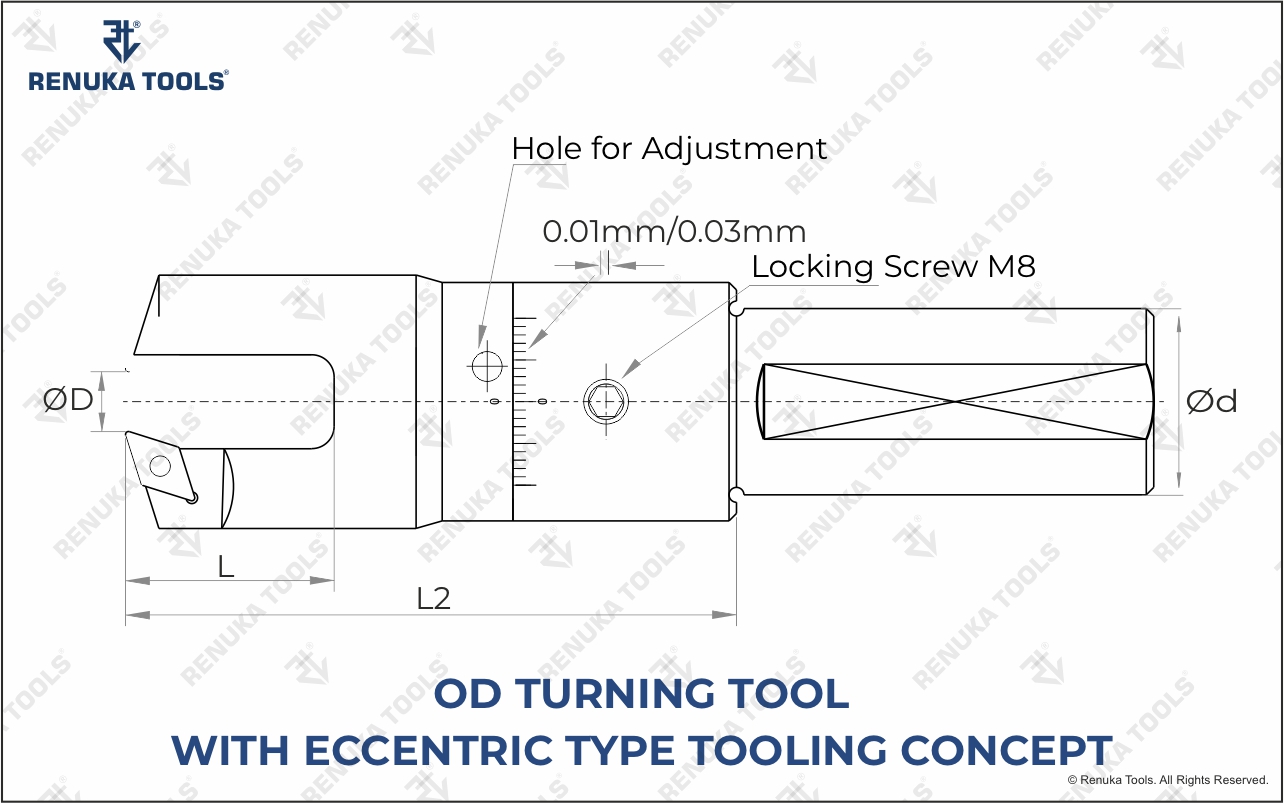 RENUKA TOOLS®
Hole for Adjustment
0.01mm/0.03mm
Locking Screw M8
ØD
Ød
L
L2
OD TURNING TOOL
WITH ECCENTRIC TYPE TOOLING CONCEPT
© Renuka Tools. All Rights Reserved.